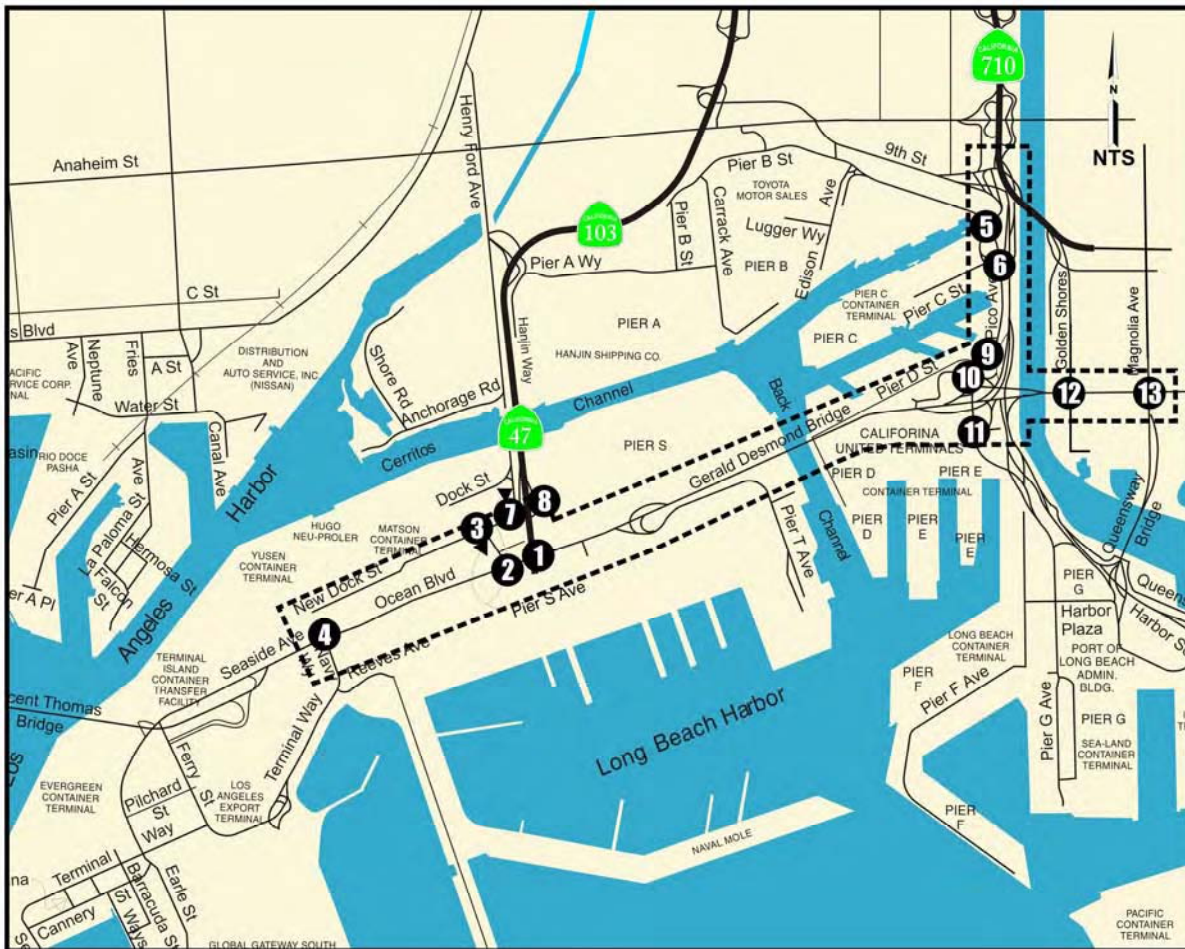 CALIFORNIA
710
N
NTS
Henry Ford Ave
Anaheim St
9th St
Pier B St
TOYOTA
MOTOR SALES
Ave
CALIFORNIA
103
Pier B St
Carrack Ave
Lugger Wy
Edison
5
Pier A Wy
PIER B
6
C St
PIER C
CONTAINER
TERMINAL
Pier C St
Pico Ave
Golden Shores
Magnolia Ave
s Blvd
Neptune
Ave
Fries
A St
DISTRIBUTION
AND
AUTO SERVICE, INC.
(NISSAN)
Shore Rd
Hanjin Way
PIER A
HANJIN SHIPPING CO.
PIER C
9
ACIFIC
RVICE CORP.
NAL
Water St
Anchorage Rd
Channel
Back
Pier D St
10
12
13
asin
RIO DOCE
PASHA
Ave
Canal Ave
CALIFORNIA
47
Cerritos
PIER S
Gerald Desmond Bridge
11
CALIFORINA
UNITED TERMINALS
Pier A St
Harbor
Dock St
PIER D
PIER E
CONTAINER TERMINAL
La Paloma St
Hermosa St
La Falcon
St
HUGO
NEU-PROLER
MATSON
CONTAINER
TERMINAL
3
7
8
Pier T Ave
Channel
PIER
D
PIER
E
PIER
E
Queensway
Bridge
YUSEN
CONTAINER
TERMINAL
2
1
er A Pl
New Dock St
Ocean Blvd
Pier S Ave
PIER
G
Queens
Angeles
4
Seaside Ave
Navy Way
Reeves Ave
LONG BEACH
CONTAINER
TERMINAL
Harbor
Plaza
Harbor S
TERMINAL
ISLAND
CONTAINER
TRANSFER
FACILITY
PORT OF
LONG BEACH
ADMIN.
BLDG.
cent Thomas
Bridge
PIER
F
Pier F Ave
Pier G Ave
PIER G
SEA-LAND
CONTAINER
TERMINAL
Los
Ferry
St
Terminal Way
Long Beach Harbor
EVERGREEN
CONTAINER
TERMINAL
Pilchard
St
Way
LOS
ANGELES
EXPORT
TERMINAL
PIER
F
NAVAL MOLE
na
Terminal
Cannery
St
Barracuda St
Ways
Earle St
Se
GLOBAL GATEWAY SOUTH
PACIFIC
CONTAINER
TERMINAL